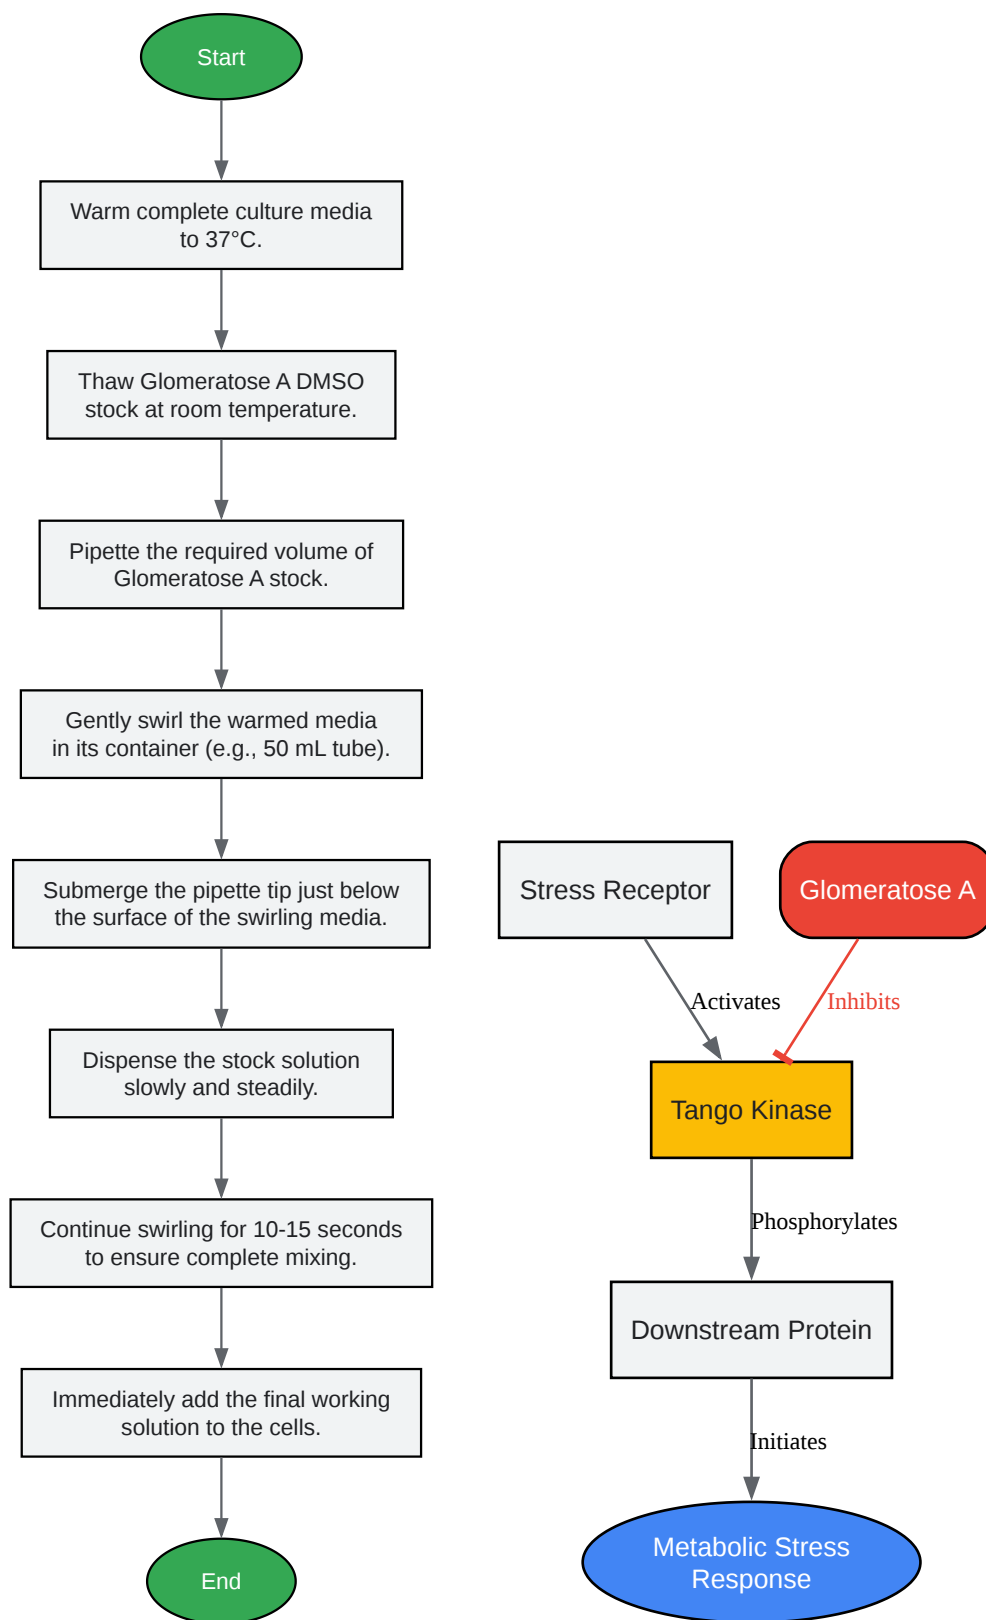 Start
Warm complete culture media
to 37°C.
Thaw Glomeratose A DMSO
stock at room temperature.
Pipette the required volume of
Glomeratose A stock.
Gently swirl the warmed media
in its container (e.g., 50 mL tube).
Submerge the pipette tip just below
the surface of the swirling media.
Dispense the stock solution
slowly and steadily.
Continue swirling for 10-15 seconds
to ensure complete mixing.
Immediately add the final working
solution to the cells.
End
Stress Receptor
Glomeratose A
Activates
Inhibits
Tango Kinase
Phosphorylates
Downstream Protein
Initiates
Metabolic Stress
Response